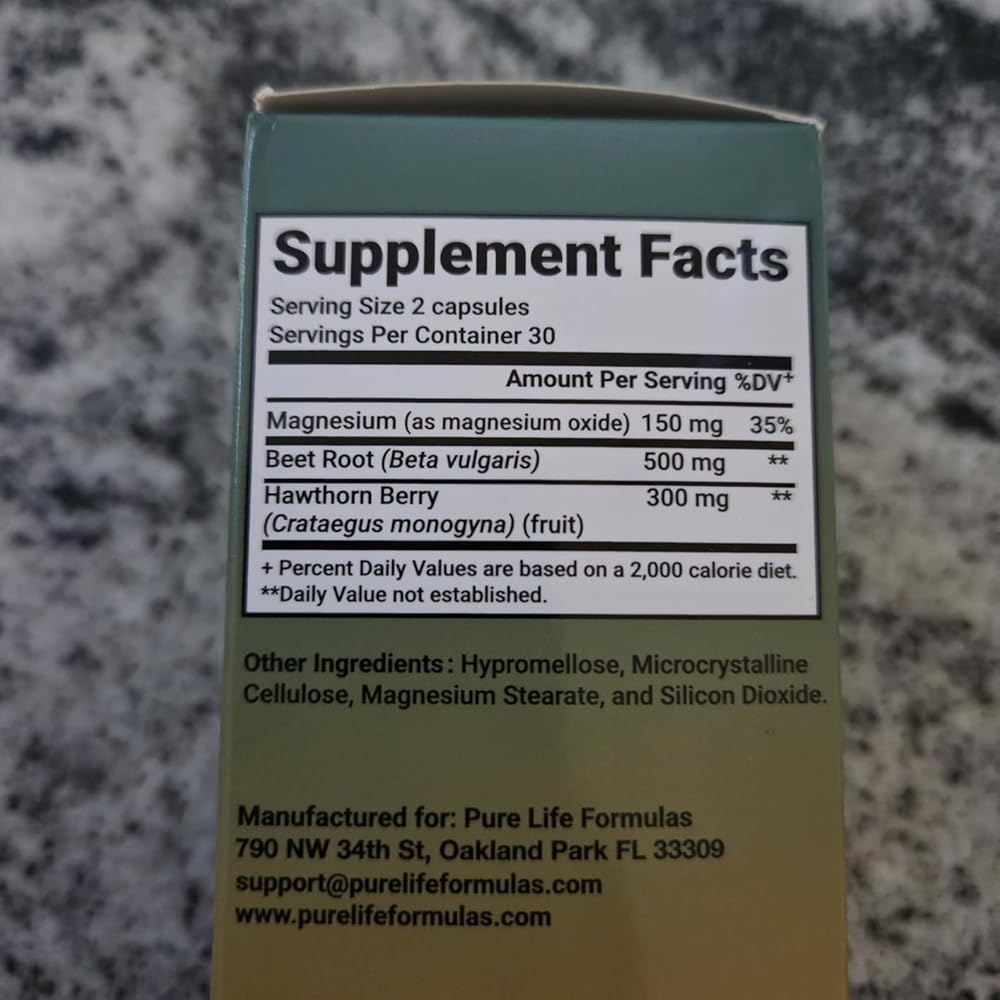 Supplement Facts
Serving Size 2 capsules
Servings Per Container 30
Amount Per Serving %DV+
Magnesium (as magnesium oxide) 150 mg 35%
Beet Root (Beta vulgaris) 500 mg **
Hawthorn Berry 300 mg **
(Crataegus monogyna) (fruit)
+ Percent Daily Values are based on a 2,000 calorie diet.
**Daily Value not established.
Other Ingredients: Hypromellose, Microcrystalline
Cellulose, Magnesium Stearate, and Silicon Dioxide.
Manufactured for: Pure Life Formulas
790 NW 34th St, Oakland Park FL 33309
support@purelifeformulas.com
www.purelifeformulas.com